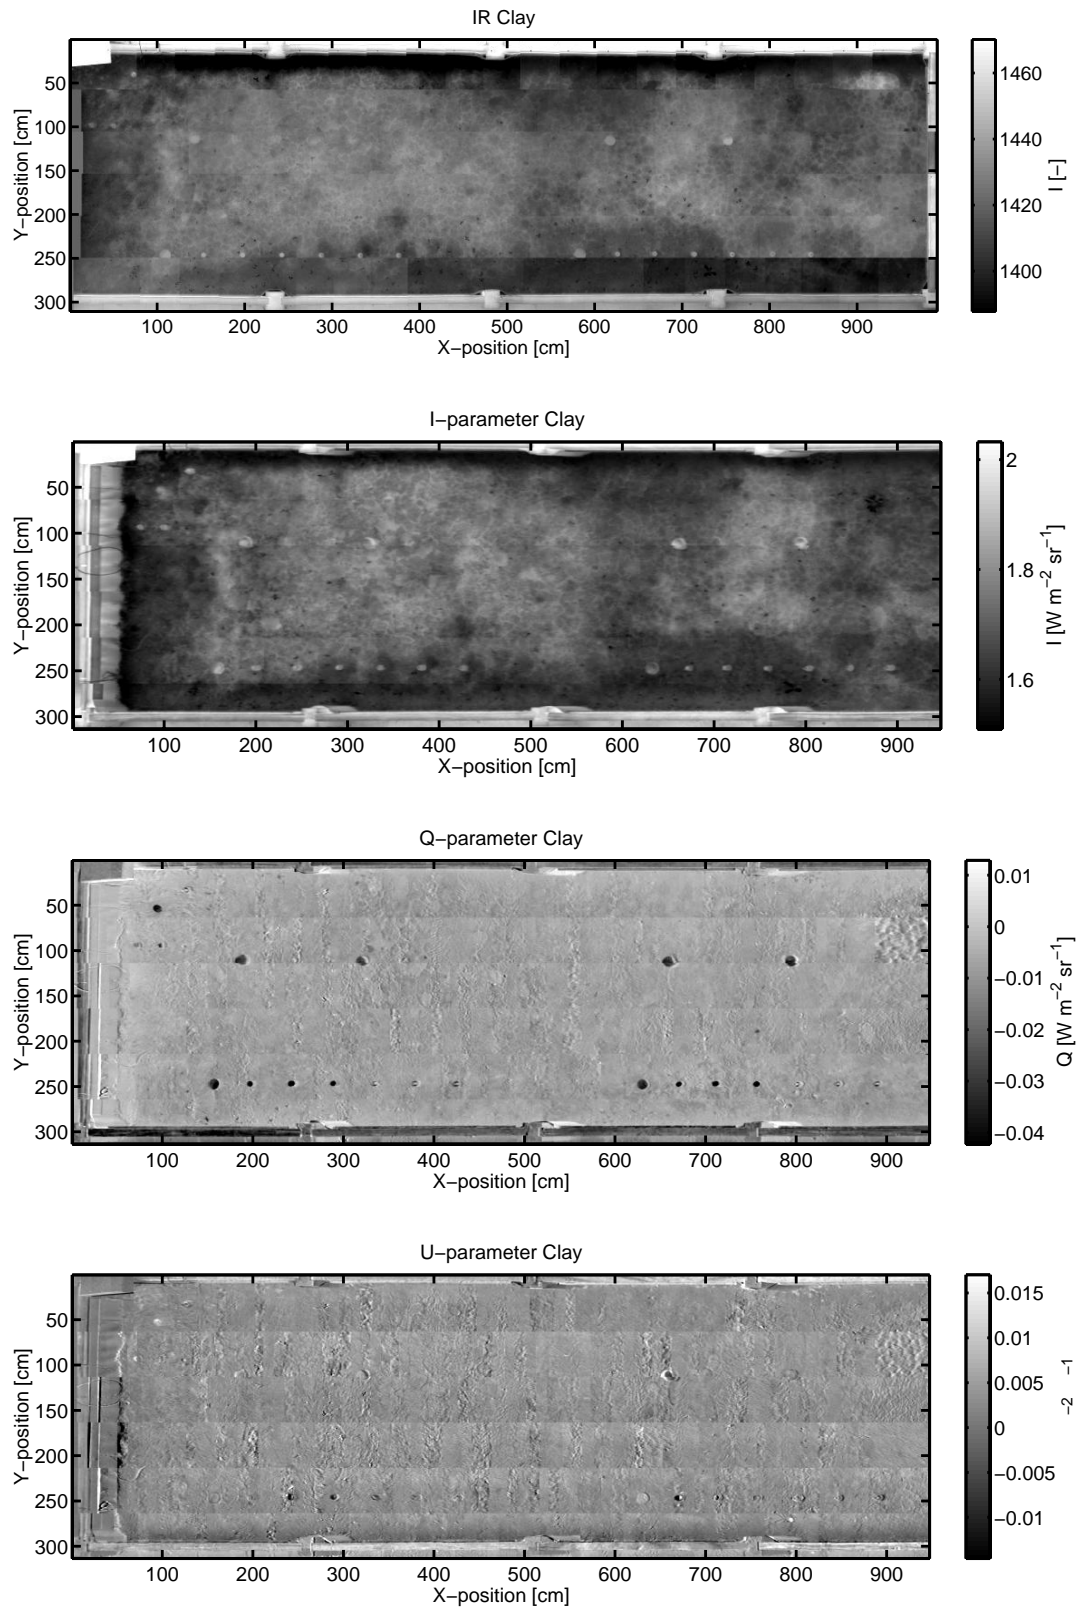 IR Clay
50
100
150
200
250
300
Y−position [cm]
100 200 300 400 500 600 700 800 900
X−position [cm]
1460
1440
1420
1400
I [−]
I−parameter Clay
50
100
150
200
250
300
Y−position [cm]
100 200 300 400 500 600 700 800 900
X−position [cm]
2
1.8
1.6
I [W m−2 sr−1]
Q−parameter Clay
50
100
150
200
250
300
Y−position [cm]
100 200 300 400 500 600 700 800 900
X−position [cm]
0.01
0
−0.01
−0.02
−0.03
−0.04
Q [W m−2 sr−1]
U−parameter Clay
50
100
150
200
250
300
Y−position [cm]
100 200 300 400 500 600 700 800 900
X−position [cm]
0.015
0.01
0.005
0
−0.005
−0.01
−2 −1